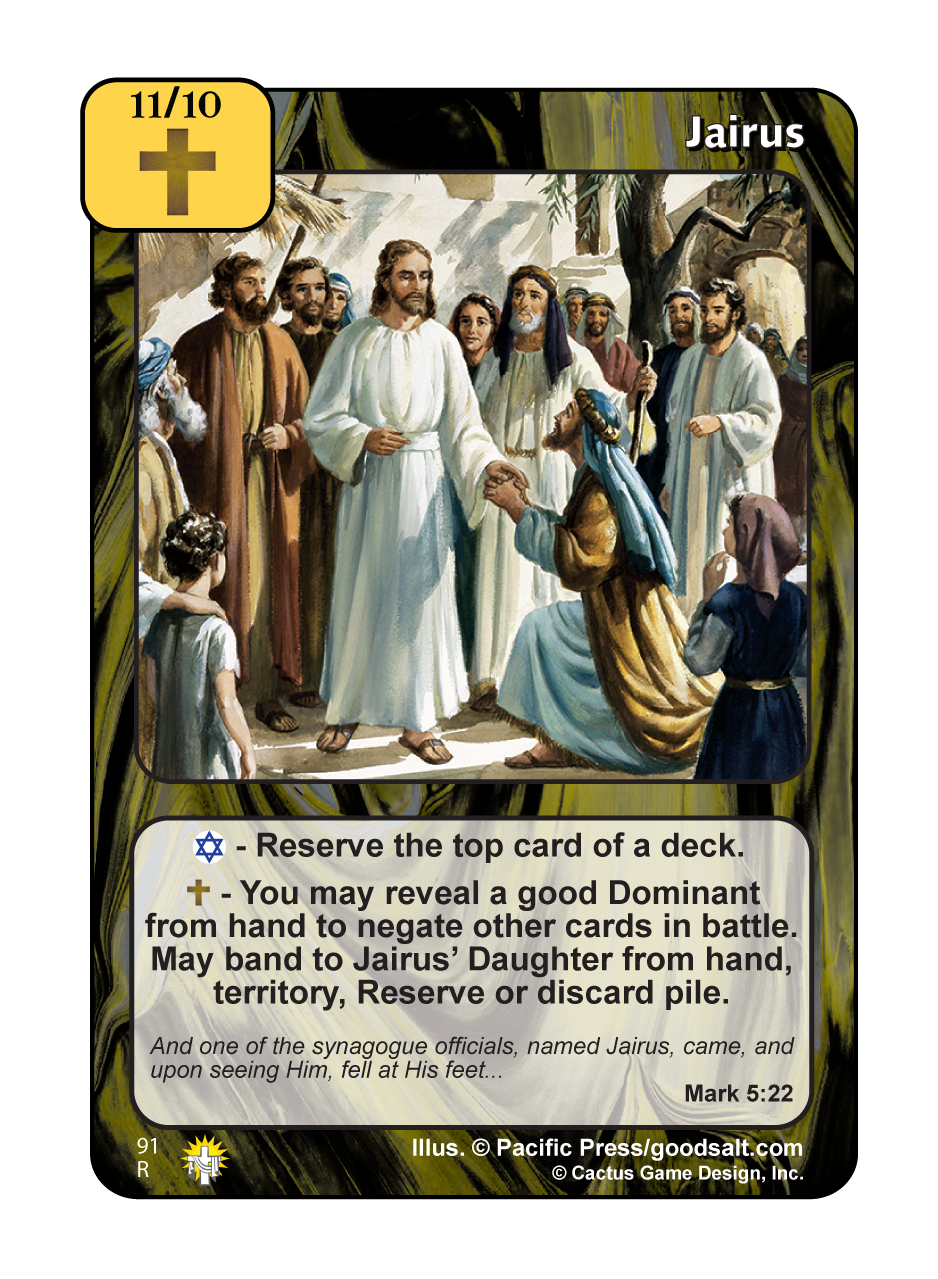 11/10
Jairus
- Reserve the top card of a deck.
- You may reveal a good Dominant
from hand to negate other cards in battle.
May band to Jairus’ Daughter from hand,
territory, Reserve or discard pile.
And one of the synagogue officials, named Jairus, came, and
upon seeing Him, fell at His feet...
Mark 5:22
91
R
Illus. © Pacific Press/goodsalt.com
© Cactus Game Design, Inc.